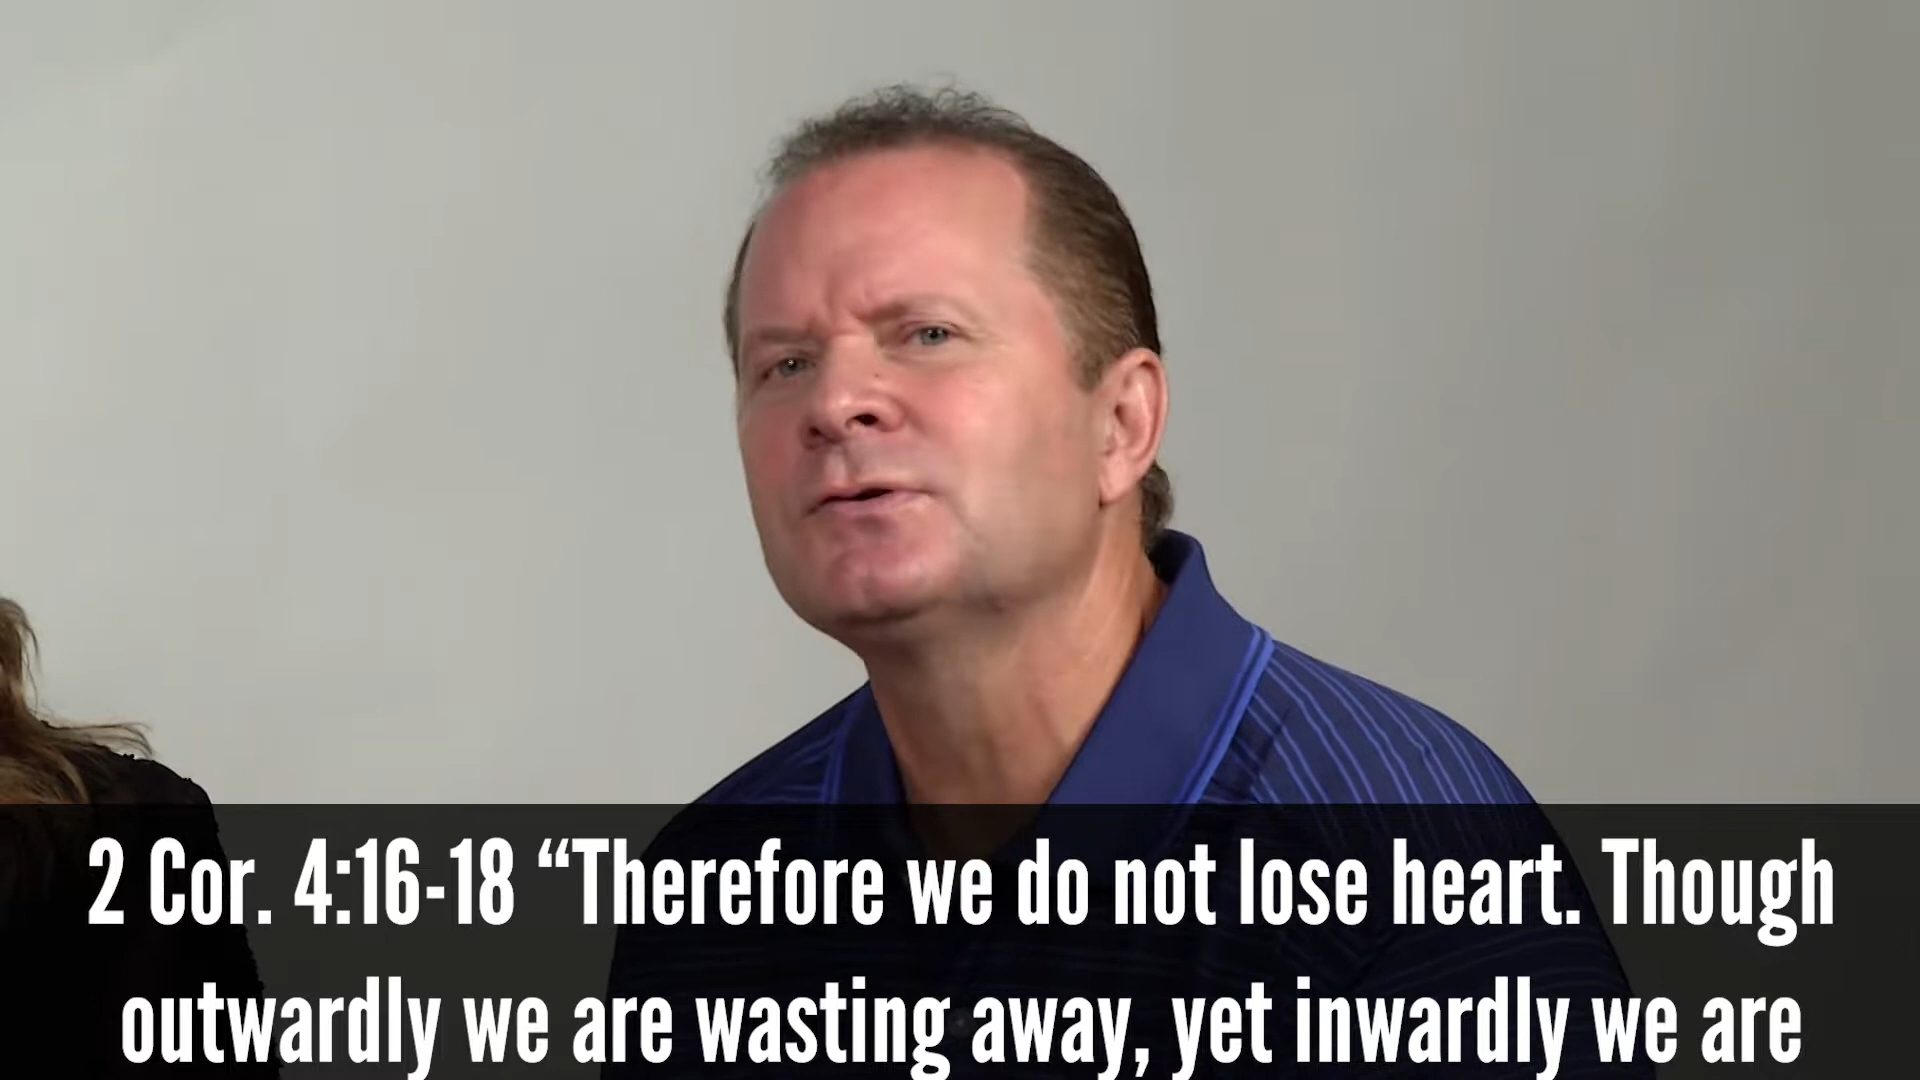 2 Cor. 4:16-18 “Therefore we do not lose heart. Though
outwardly we are wasting away, yet inwardly we are